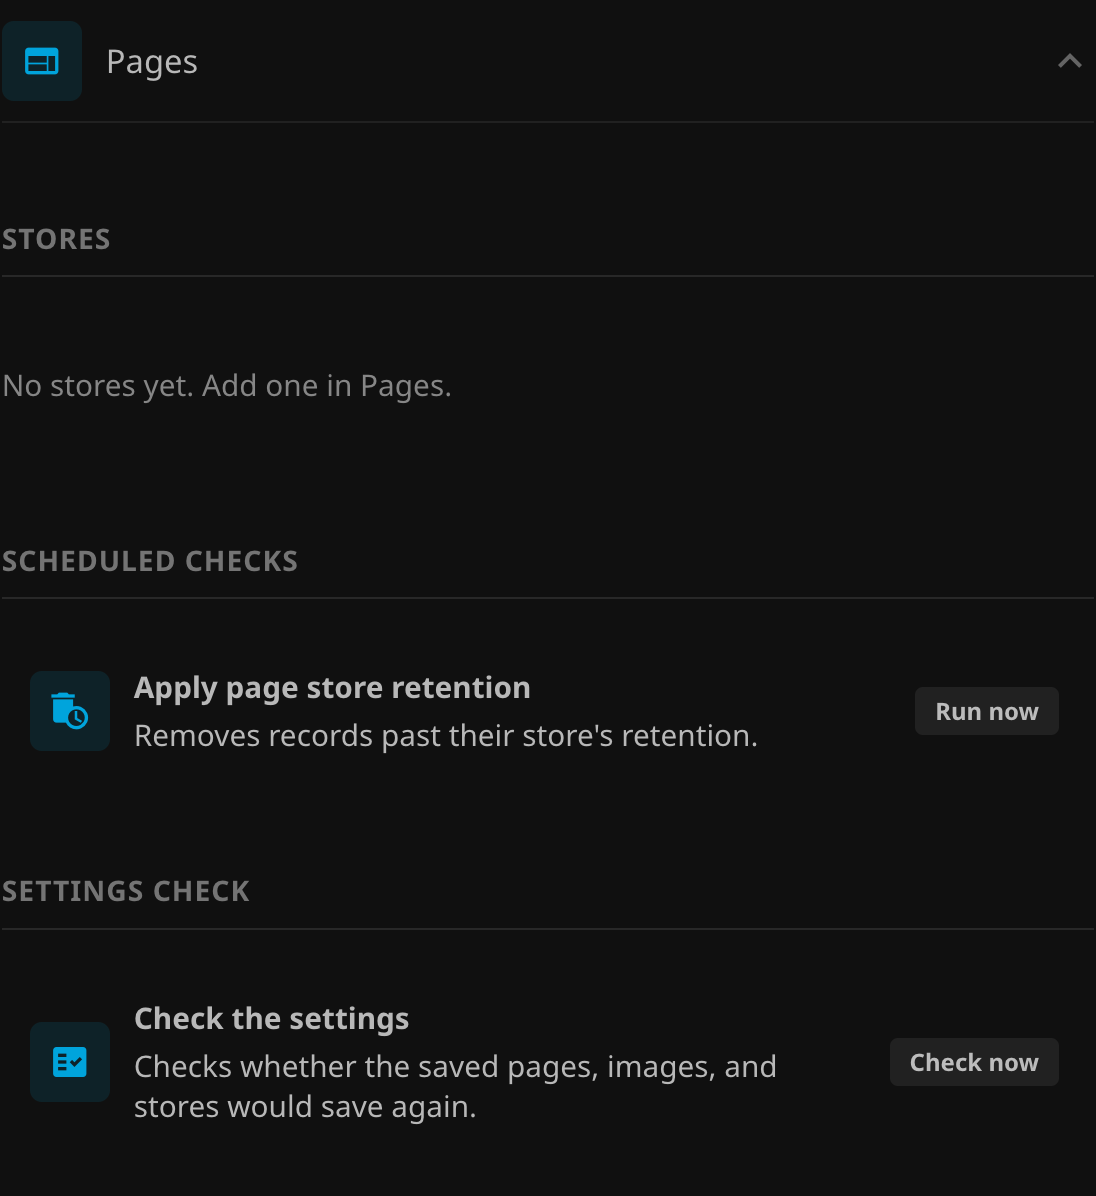 Pages
STORES
No stores yet. Add one in Pages.
SCHEDULED CHECKS
Apply page store retention
Removes records past their store's retention.
Run now
SETTINGS CHECK
Check the settings
Checks whether the saved pages, images, and
stores would save again.
Check now